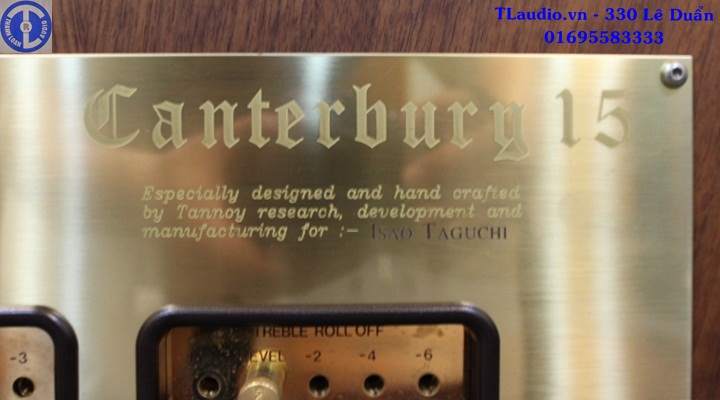 TLaudio.vn - 330 Lê Duẩn
01695583333
Canterbury 15
Especially designed and hand crafted
by Tannoy research, development and
manufacturing for :- ISAO TAGUCHI
TREBLE ROLL OFF
LEVEL -2 -4 -6
-3